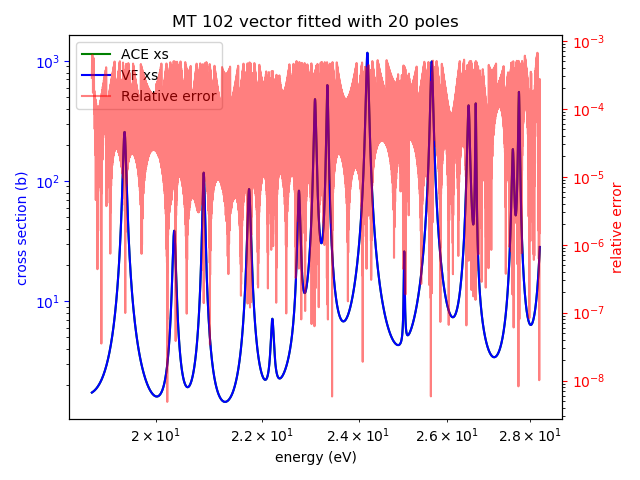 MT 102 vector fitted with 20 poles
ACE xs
VF xs
Relative error
10³
10²
10¹
cross section (b)
10⁻³
10⁻⁴
10⁻⁵
10⁻⁶
10⁻⁷
10⁻⁸
relative error
2 × 10¹
2.2 × 10¹
2.4 × 10¹
2.6 × 10¹
2.8 × 10¹
energy (eV)